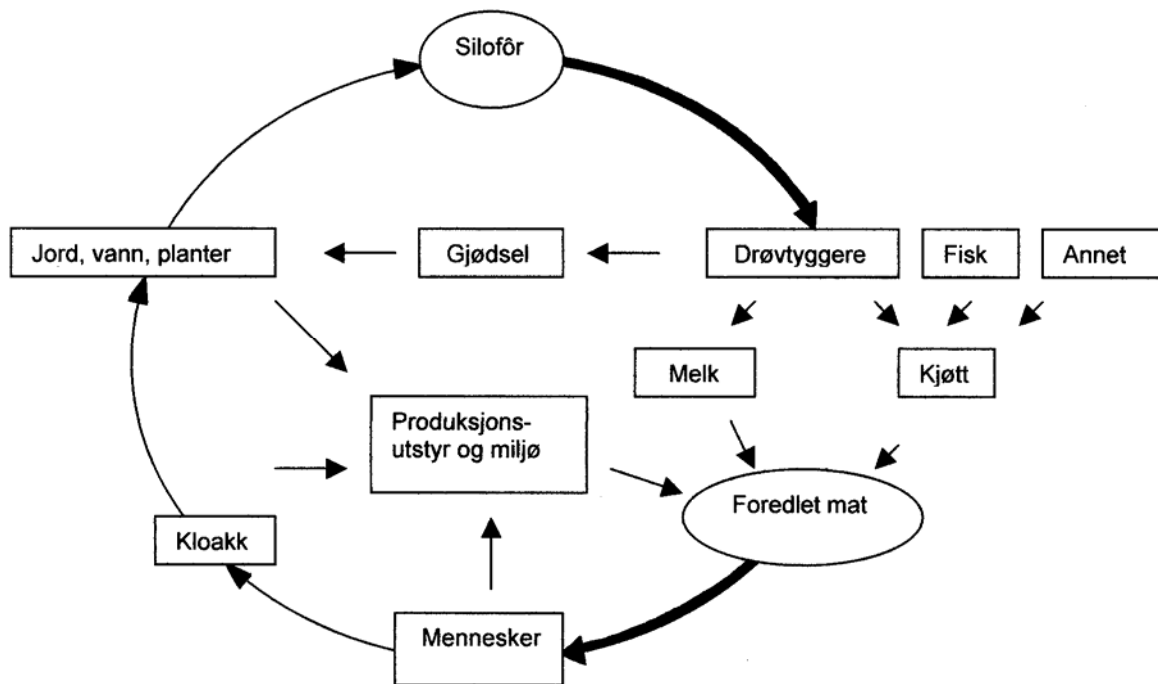 Silofôr
Jord, vann, planter
Gjødsel
Drøvtyggere
Fisk
Annet
Melk
Kjøtt
Produksjons-
utstyr og miljø
Foredlet mat
Kloakk
Mennesker